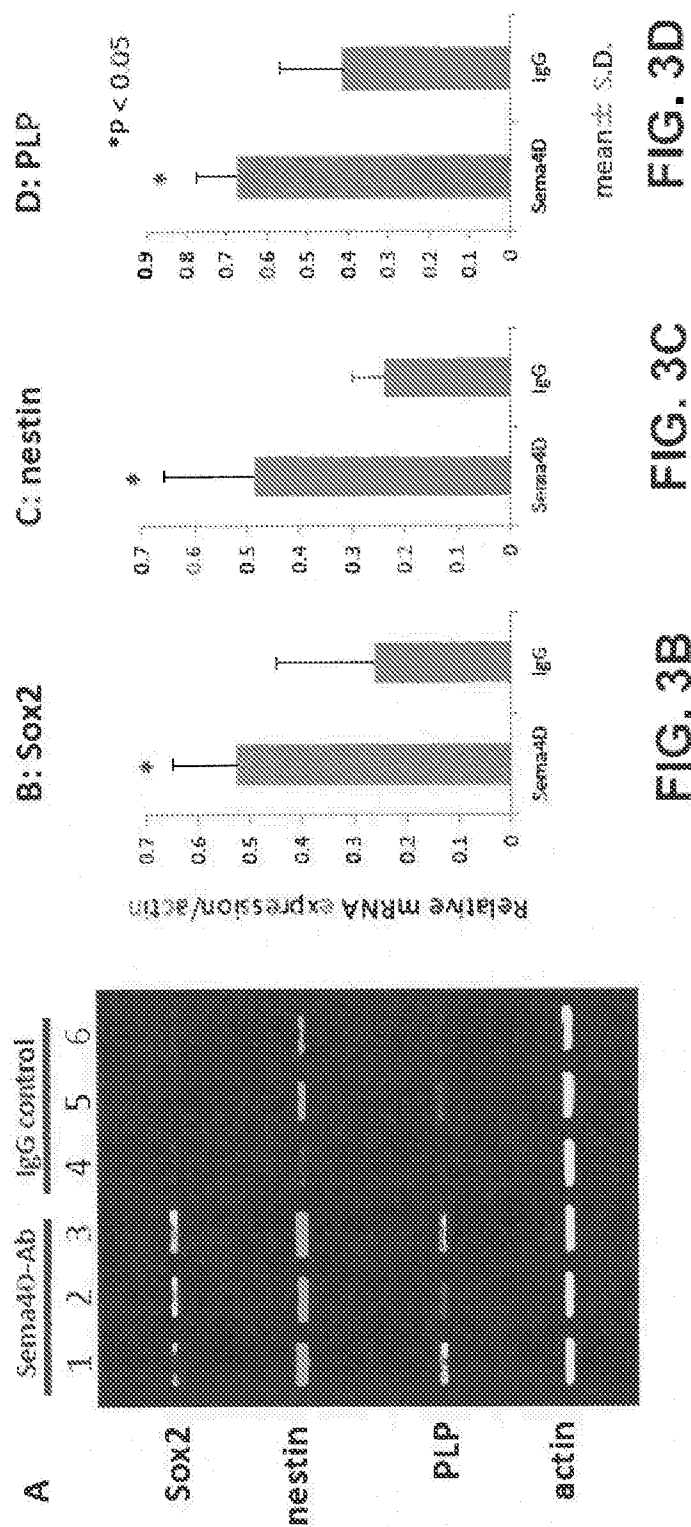 A
Sema4D-Ab
IgG control
1 2 3 4 5 6
Sox2
nestin
PLP
actin
B: Sox2
Relative mRNA expression/actin
0.7
0.6
0.5
0.4
0.3
0.2
0.1
0
*
Sema4D
IgG
FIG. 3B
C: nestin
0.7
0.6
0.5
0.4
0.3
0.2
0.1
0
*
Sema4D
IgG
FIG. 3C
D: PLP
*p < 0.05
0.9
0.8
0.7
0.6
0.5
0.4
0.3
0.2
0.1
0
*
Sema4D
IgG
mean± S.D.
FIG. 3D